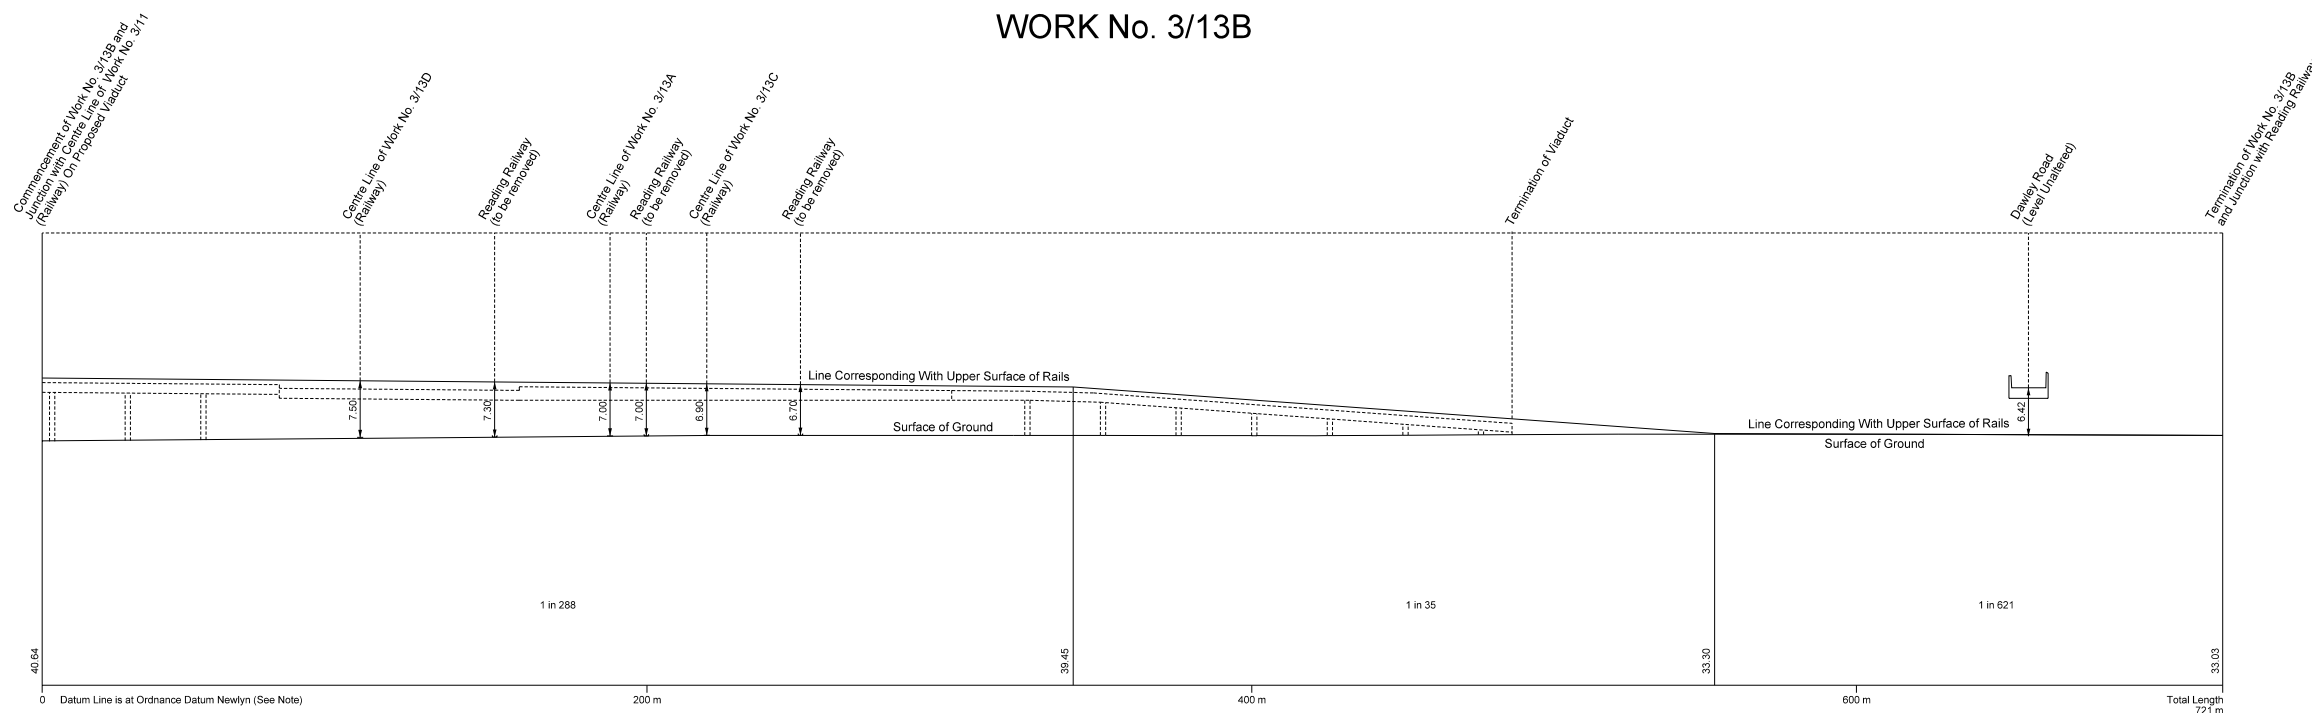 WORK No. 3/13B
Commencement of Work No. 3/13B and
Junction with Centre Line of Work No. 3/11
(Railway) On Proposed Viaduct
Centre Line of Work No. 3/13D
(Railway)
Reading Railway
(to be removed)
Centre Line of Work No. 3/13A
(Railway)
Reading Railway
(to be removed)
Centre Line of Work No. 3/13C
(Railway)
Reading Railway
(to be removed)
Termination of Viaduct
Dawley Road
(Level Unaltered)
Termination of Work No. 3/13B
and Junction with Reading Railway
Line Corresponding With Upper Surface of Rails
7.50
7.30
7.00
7.00
6.90
6.70
6.42
Surface of Ground
Line Corresponding With Upper Surface of Rails
Surface of Ground
1 in 288
1 in 35
1 in 621
40.64
39.45
33.30
33.03
0
Datum Line is at Ordnance Datum Newlyn (See Note)
200 m
400 m
600 m
Total Length
721 m